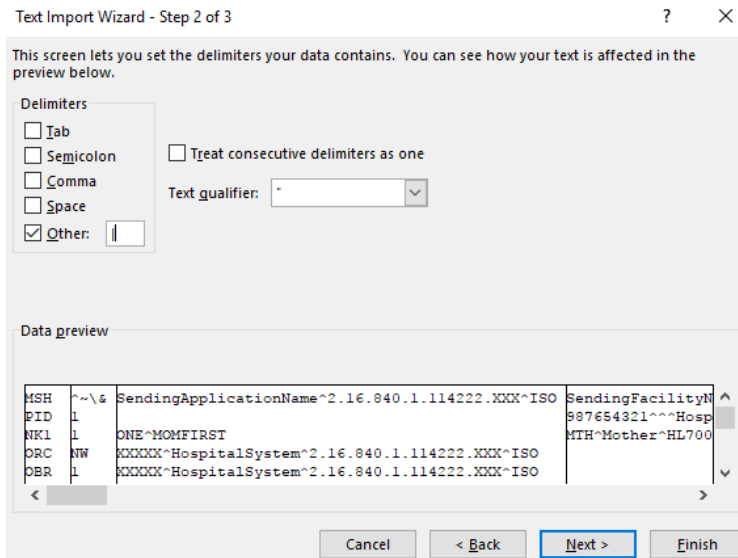 Text Import Wizard - Step 2 of 3 ? ×
This screen lets you set the delimiters your data contains. You can see how your text is affected in the
preview below.
Delimiters
Tab
Semicolon
Comma
Space
Other: |
Treat consecutive delimiters as one
Text qualifier: "
Data preview
MSH ^~\& SendingApplicationName^2.16.840.1.114222.XXX^ISO SendingFacilityN
PID 1 987654321^^^Hosp
NK1 1 ONE^MOMFIRST MTH^Mother^HL700
ORC NW XXXXX^HospitalSystem^2.16.840.1.114222.XXX^ISO
OBR 1 XXXXX^HospitalSystem^2.16.840.1.114222.XXX^ISO
Cancel < Back Next > Finish